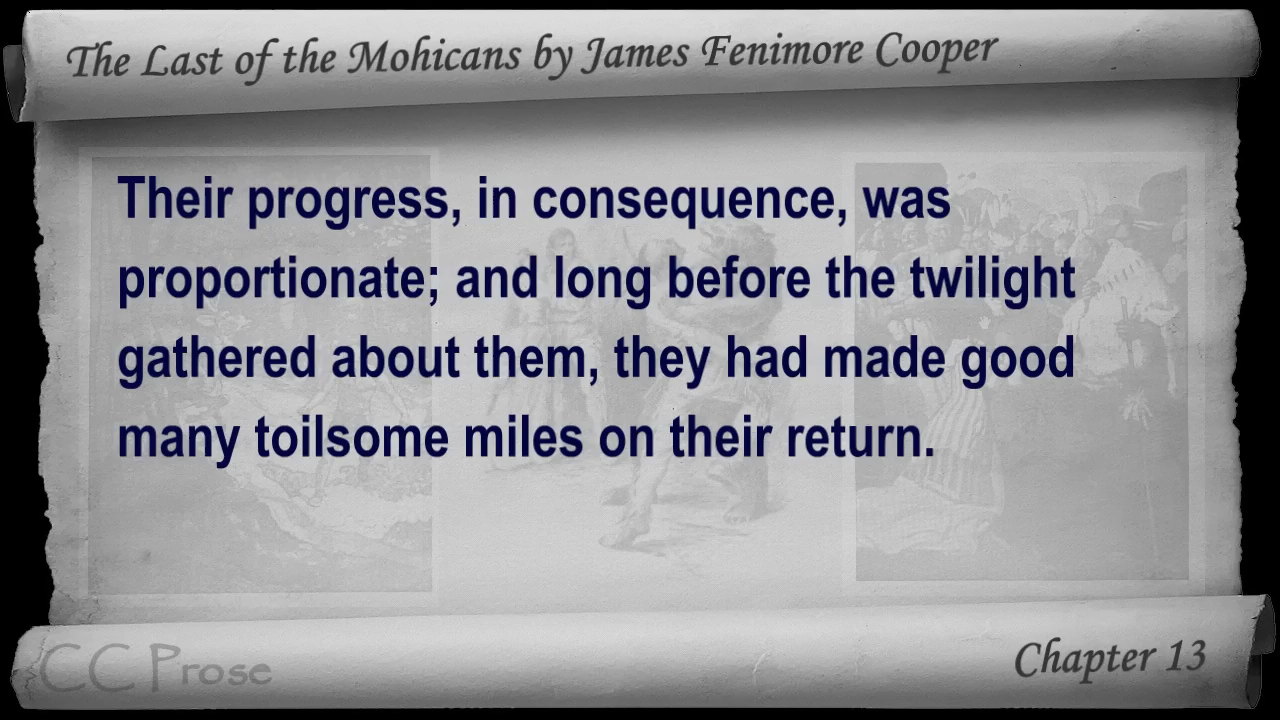 The Last of the Mohicans by James Fenimore Cooper
Their progress, in consequence, was
proportionate; and long before the twilight
gathered about them, they had made good
many toilsome miles on their return.
CC Prose
Chapter 13